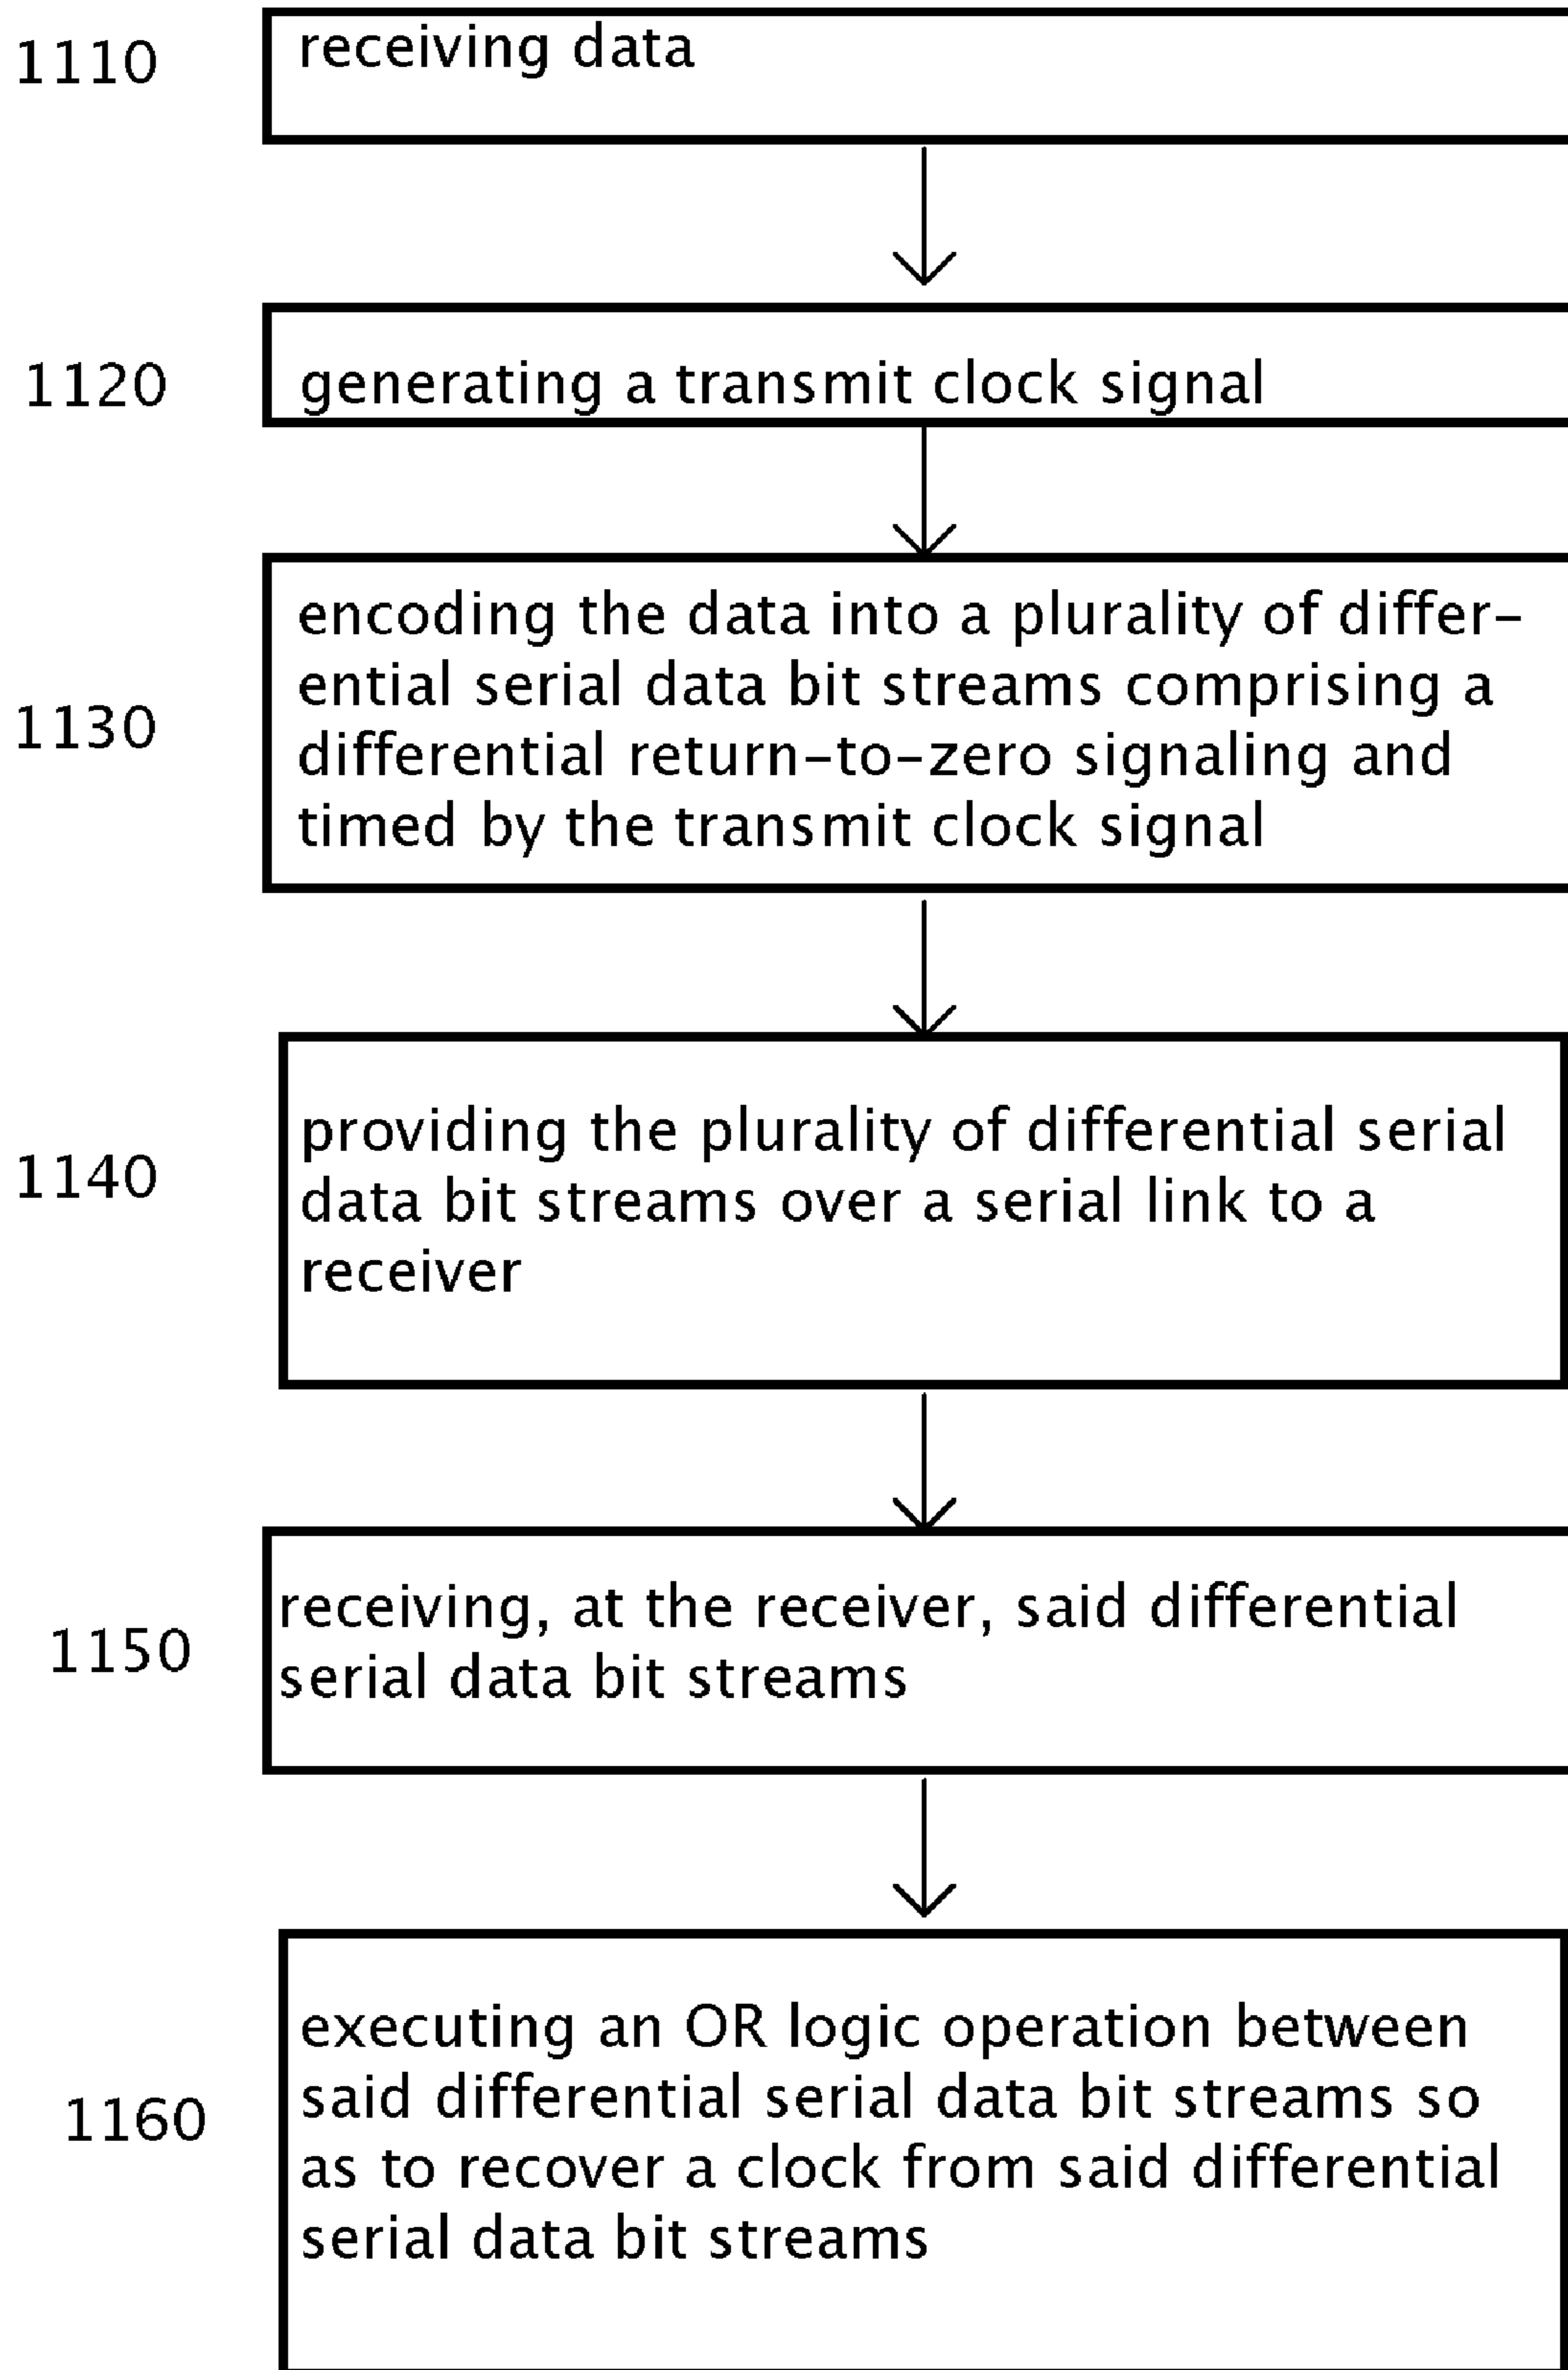 1110
receiving data
1120
generating a transmit clock signal
1130
encoding the data into a plurality of differ-
ential serial data bit streams comprising a
differential return-to-zero signaling and
timed by the transmit clock signal
1140
providing the plurality of differential serial
data bit streams over a serial link to a
receiver
1150
receiving, at the receiver, said differential
serial data bit streams
1160
executing an OR logic operation between
said differential serial data bit streams so
as to recover a clock from said differential
serial data bit streams